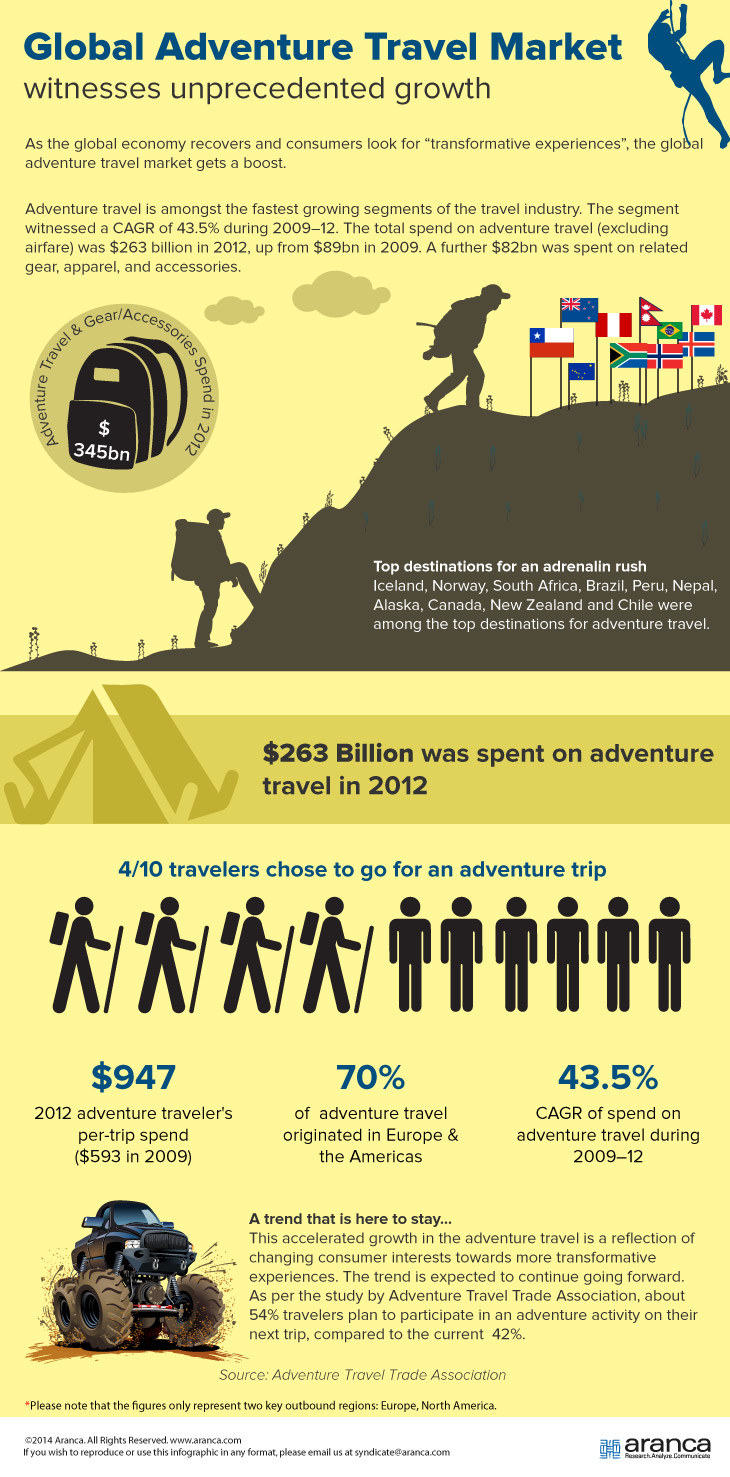 Global Adventure Travel Market
witnesses unprecedented growth
As the global economy recovers and consumers look for “transformative experiences”, the global
adventure travel market gets a boost.
Adventure travel is amongst the fastest growing segments of the travel industry. The segment
witnessed a CAGR of 43.5% during 2009–12. The total spend on adventure travel (excluding
airfare) was $263 billion in 2012, up from $89bn in 2009. A further $82bn was spent on related
gear, apparel, and accessories.
Adventure Travel & Gear/Accessories Spend in 2012
$
345bn
Top destinations for an adrenalin rush
Iceland, Norway, South Africa, Brazil, Peru, Nepal,
Alaska, Canada, New Zealand and Chile were
among the top destinations for adventure travel.
$263 Billion was spent on adventure
travel in 2012
4/10 travelers chose to go for an adventure trip
$947
2012 adventure traveler's
per-trip spend
($593 in 2009)
70%
of adventure travel
originated in Europe &
the Americas
43.5%
CAGR of spend on
adventure travel during
2009–12
A trend that is here to stay...
This accelerated growth in the adventure travel is a reflection of
changing consumer interests towards more transformative
experiences. The trend is expected to continue going forward.
As per the study by Adventure Travel Trade Association, about
54% travelers plan to participate in an adventure activity on their
next trip, compared to the current 42%.
Source: Adventure Travel Trade Association
*Please note that the figures only represent two key outbound regions: Europe, North America.
©2014 Aranca. All Rights Reserved. www.aranca.com
If you wish to reproduce or use this infographic in any format, please email us at syndicate@aranca.com
aranca
Research.Analyze.Communicate